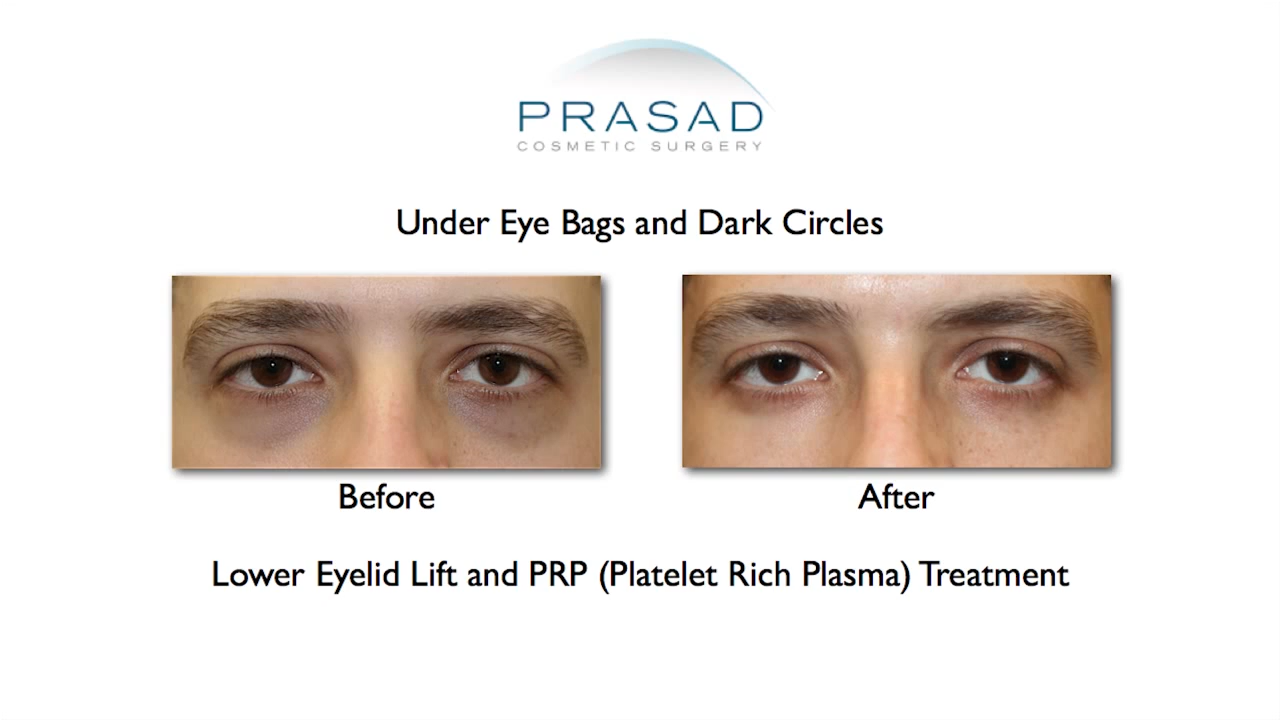 PRASAD
COSMETIC SURGERY
Under Eye Bags and Dark Circles
Before
After
Lower Eyelid Lift and PRP (Platelet Rich Plasma) Treatment